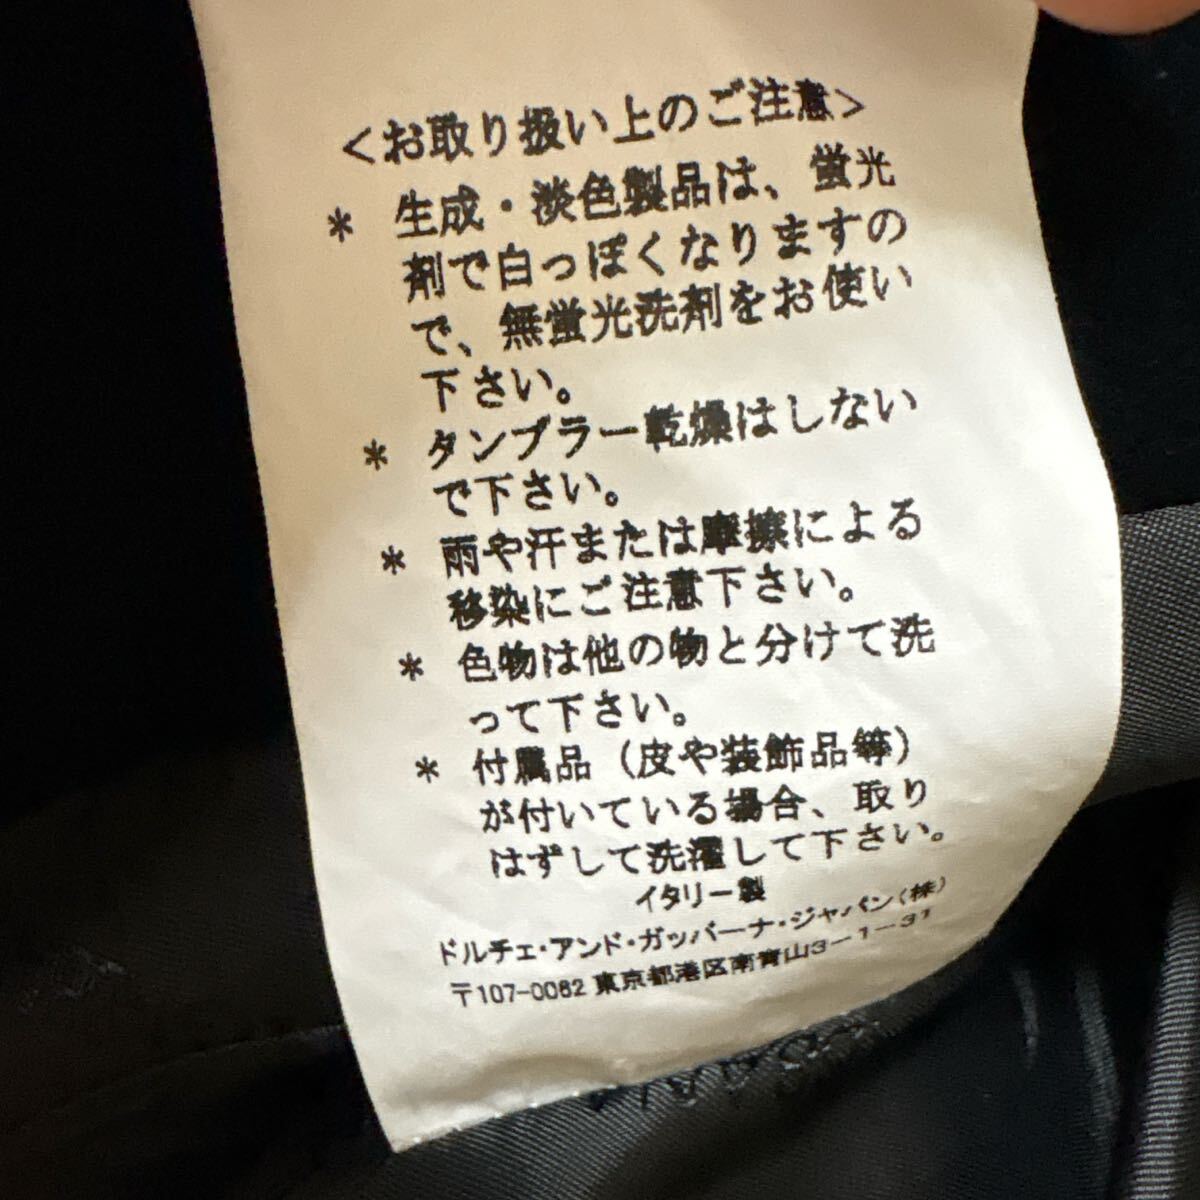 ＜お取り扱い上のご注意＞
＊ 生成・淡色製品は、蛍光
剤で白っぽくなりますの
で、無蛍光洗剤をお使い
下さい。
＊ タンブラー乾燥はしない
で下さい。
＊ 雨や汗または摩擦による
移染にご注意下さい。
＊ 色物は他の物と分けて洗
って下さい。
＊ 付属品（皮や装飾品等）
が付いている場合、取り
はずして洗濯して下さい。
イタリー製
ドルチェ・アンド・ガッバーナ・ジャパン(株)
〒107-0062 東京都港区南青山3-1-31